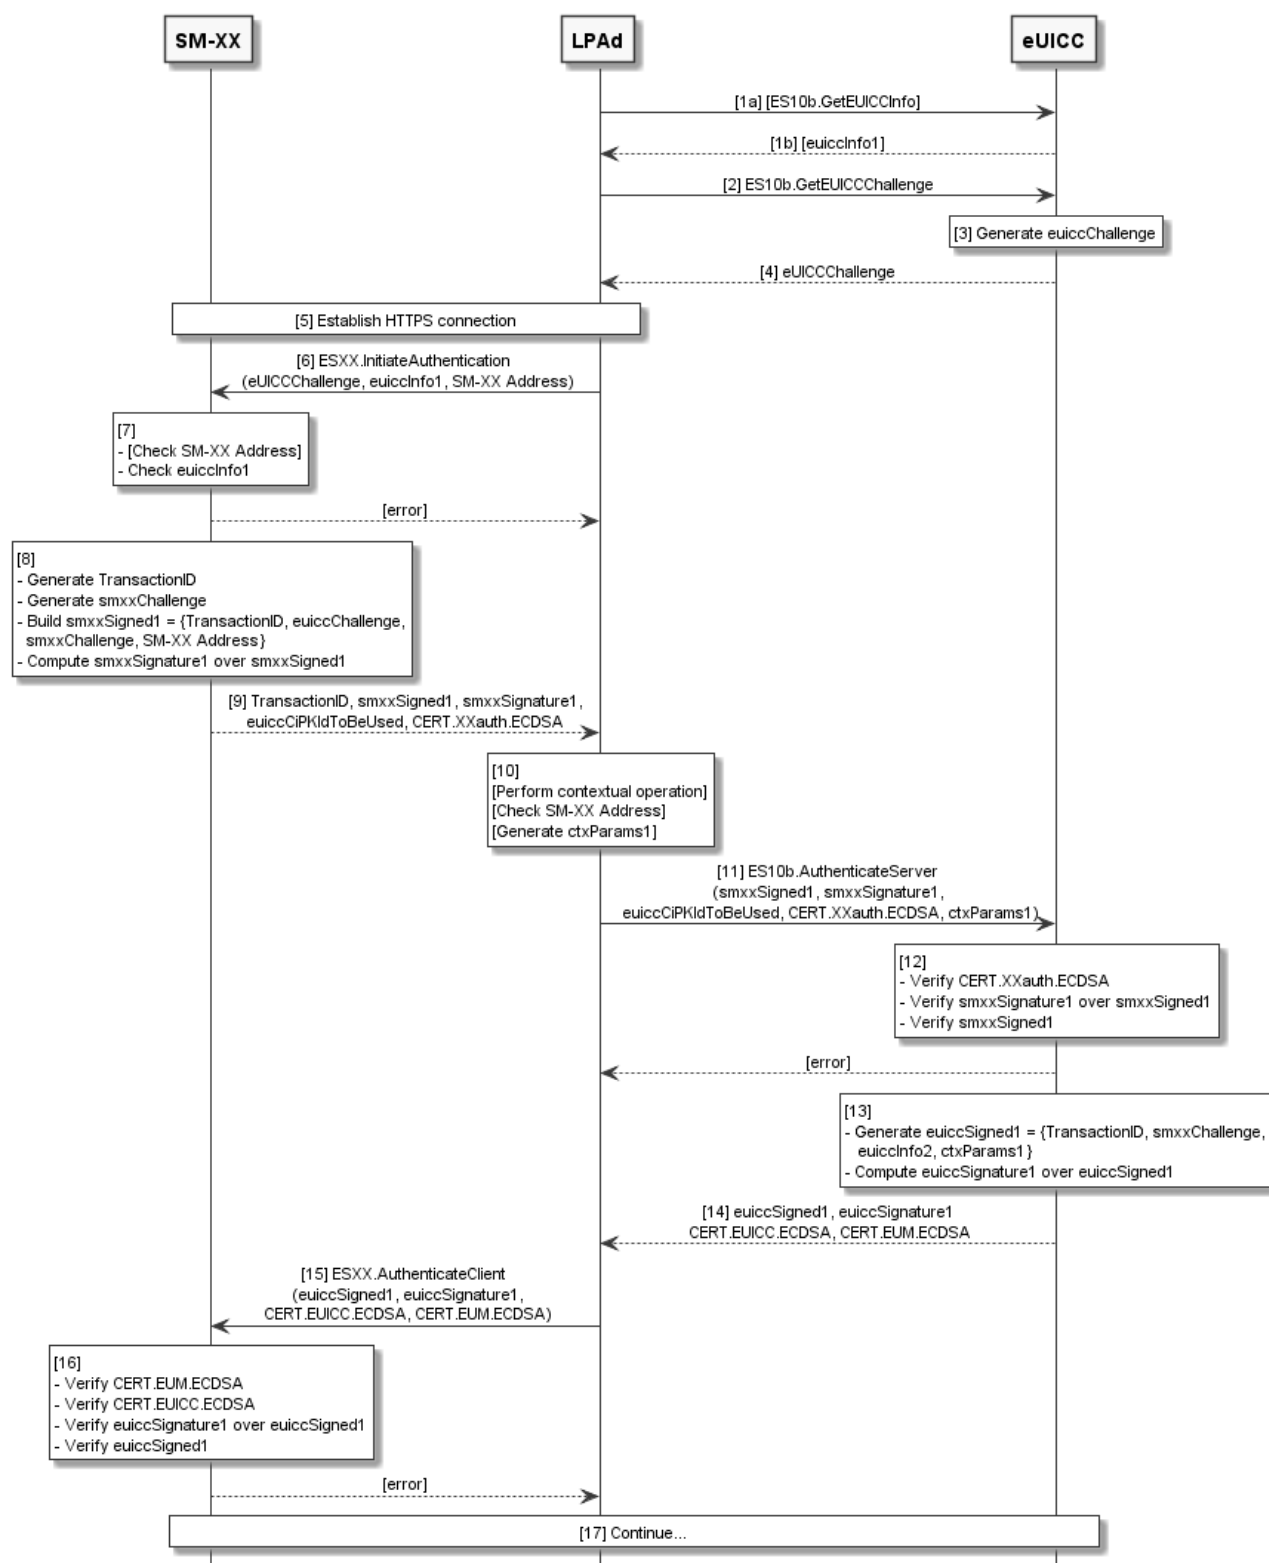 SM-XX
LPAd
eUICC
[1a] [ES10b.GetEUICCInfo]
[1b] [euiccInfo1]
[2] ES10b.GetEUICCChallenge
[3] Generate euiccChallenge
[4] eUICCChallenge
[5] Establish HTTPS connection
[6] ESXX.InitiateAuthentication
(eUICCChallenge, euiccInfo1, SM-XX Address)
[7]
- [Check SM-XX Address]
- Check euiccInfo1
[error]
[8]
- Generate TransactionID
- Generate smxxChallenge
- Build smxxSigned1 = {TransactionID, euiccChallenge,
smxxChallenge, SM-XX Address}
- Compute smxxSignature1 over smxxSigned1
[9] TransactionID, smxxSigned1, smxxSignature1,
euiccCiPKIdToBeUsed, CERT.XXauth.ECDSA
[10]
[Perform contextual operation]
[Check SM-XX Address]
[Generate ctxParams1]
[11] ES10b.AuthenticateServer
(smxxSigned1, smxxSignature1,
euiccCiPKIdToBeUsed, CERT.XXauth.ECDSA, ctxParams1)
[12]
- Verify CERT.XXauth.ECDSA
- Verify smxxSignature1 over smxxSigned1
- Verify smxxSigned1
[error]
[13]
- Generate euiccSigned1 = {TransactionID, smxxChallenge,
euiccInfo2, ctxParams1}
- Compute euiccSignature1 over euiccSigned1
[14] euiccSigned1, euiccSignature1
CERT.EUICC.ECDSA, CERT.EUM.ECDSA
[15] ESXX.AuthenticateClient
(euiccSigned1, euiccSignature1,
CERT.EUICC.ECDSA, CERT.EUM.ECDSA)
[16]
- Verify CERT.EUM.ECDSA
- Verify CERT.EUICC.ECDSA
- Verify euiccSignature1 over euiccSigned1
- Verify euiccSigned1
[error]
[17] Continue...